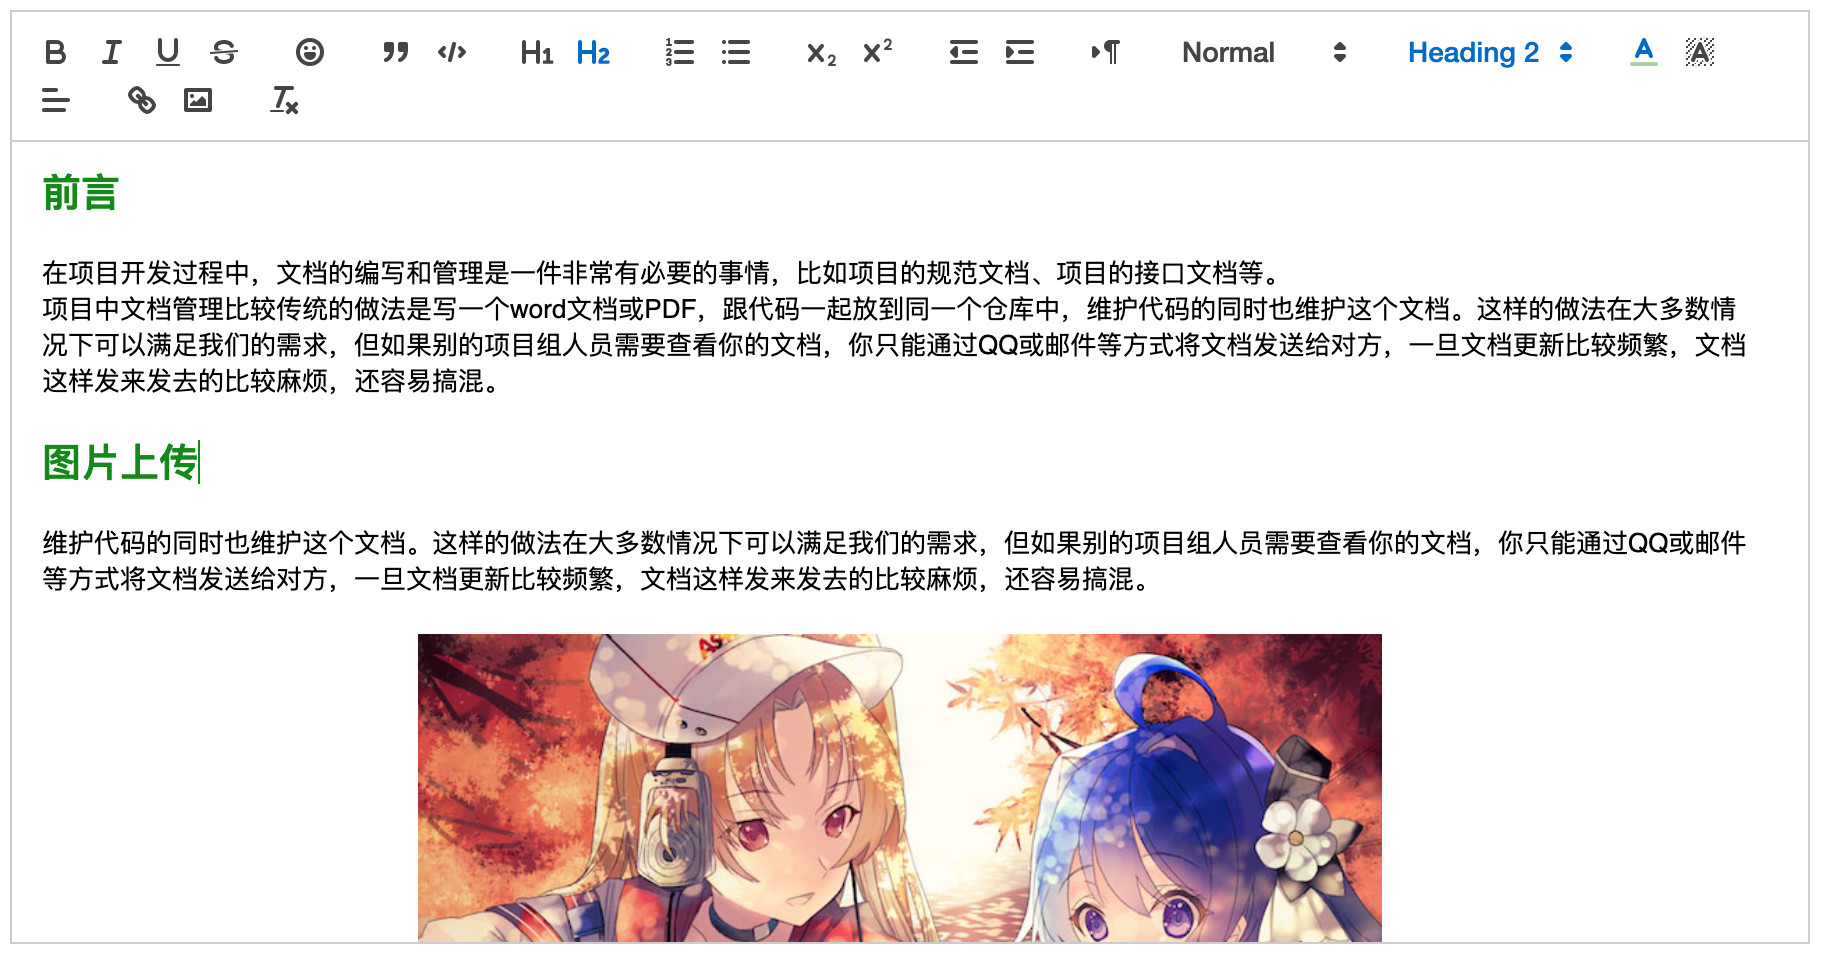 B I U S H1 H2 x2 x2 Normal Heading 2 A A
Tx
前言
在项目开发过程中，文档的编写和管理是一件非常有必要的事情，比如项目的规范文档、项目的接口文档等。
项目中文档管理比较传统的做法是写一个word文档或PDF，跟代码一起放到同一个仓库中，维护代码的同时也维护这个文档。这样的做法在大多数情
况下可以满足我们的需求，但如果别的项目组人员需要查看你的文档，你只能通过QQ或邮件等方式将文档发送给对方，一旦文档更新比较频繁，文档
这样发来发去的比较麻烦，还容易搞混。
图片上传
维护代码的同时也维护这个文档。这样的做法在大多数情况下可以满足我们的需求，但如果别的项目组人员需要查看你的文档，你只能通过QQ或邮件
等方式将文档发送给对方，一旦文档更新比较频繁，文档这样发来发去的比较麻烦，还容易搞混。